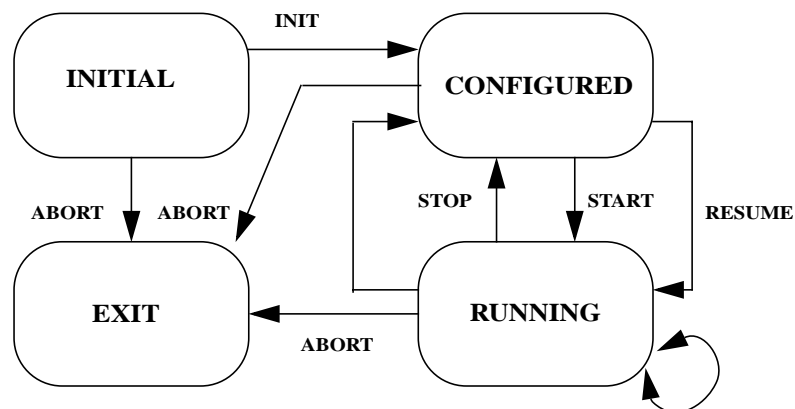 INIT
INITIAL
CONFIGURED
ABORT
ABORT
STOP
START
RESUME
EXIT
RUNNING
ABORT